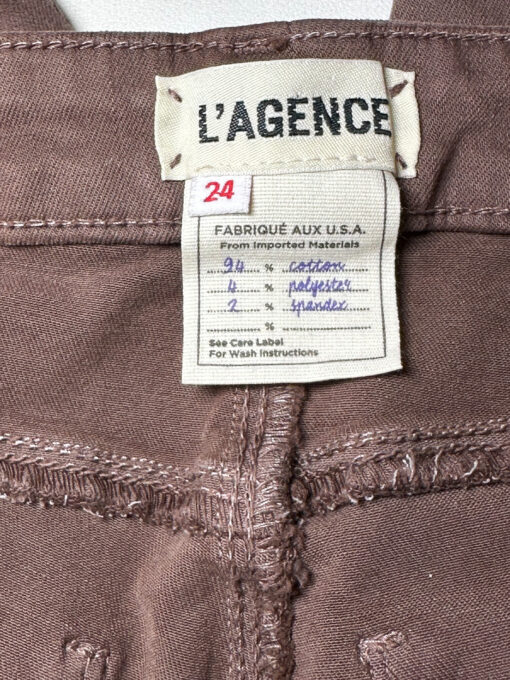 L'AGENCE
24
FABRIQUÉ AUX U.S.A.
From Imported Materials
94 % cotton
4 % polyester
2 % spandex
%
See Care Label
For Wash Instructions